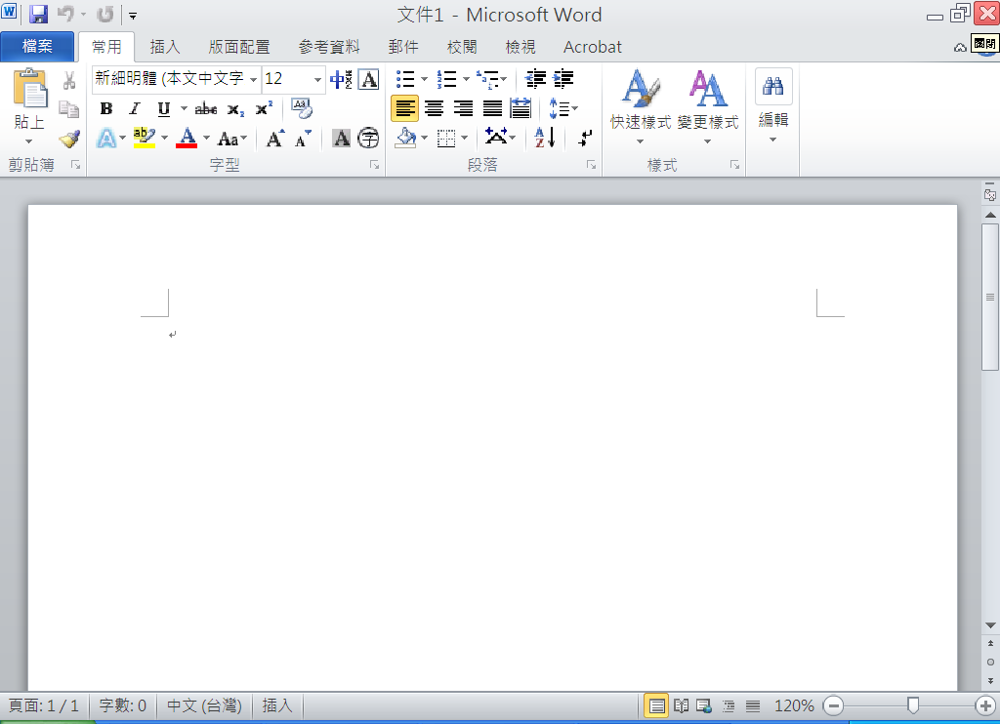 文件1 - Microsoft Word
檔案 常用 插入 版面配置 參考資料 郵件 校閱 檢視 Acrobat
關閉
新細明體 (本文中文字 12
貼上
快速樣式 變更樣式 編輯
剪貼簿 字型 段落 樣式
頁面: 1 / 1 字數: 0 中文 (台灣) 插入 120%